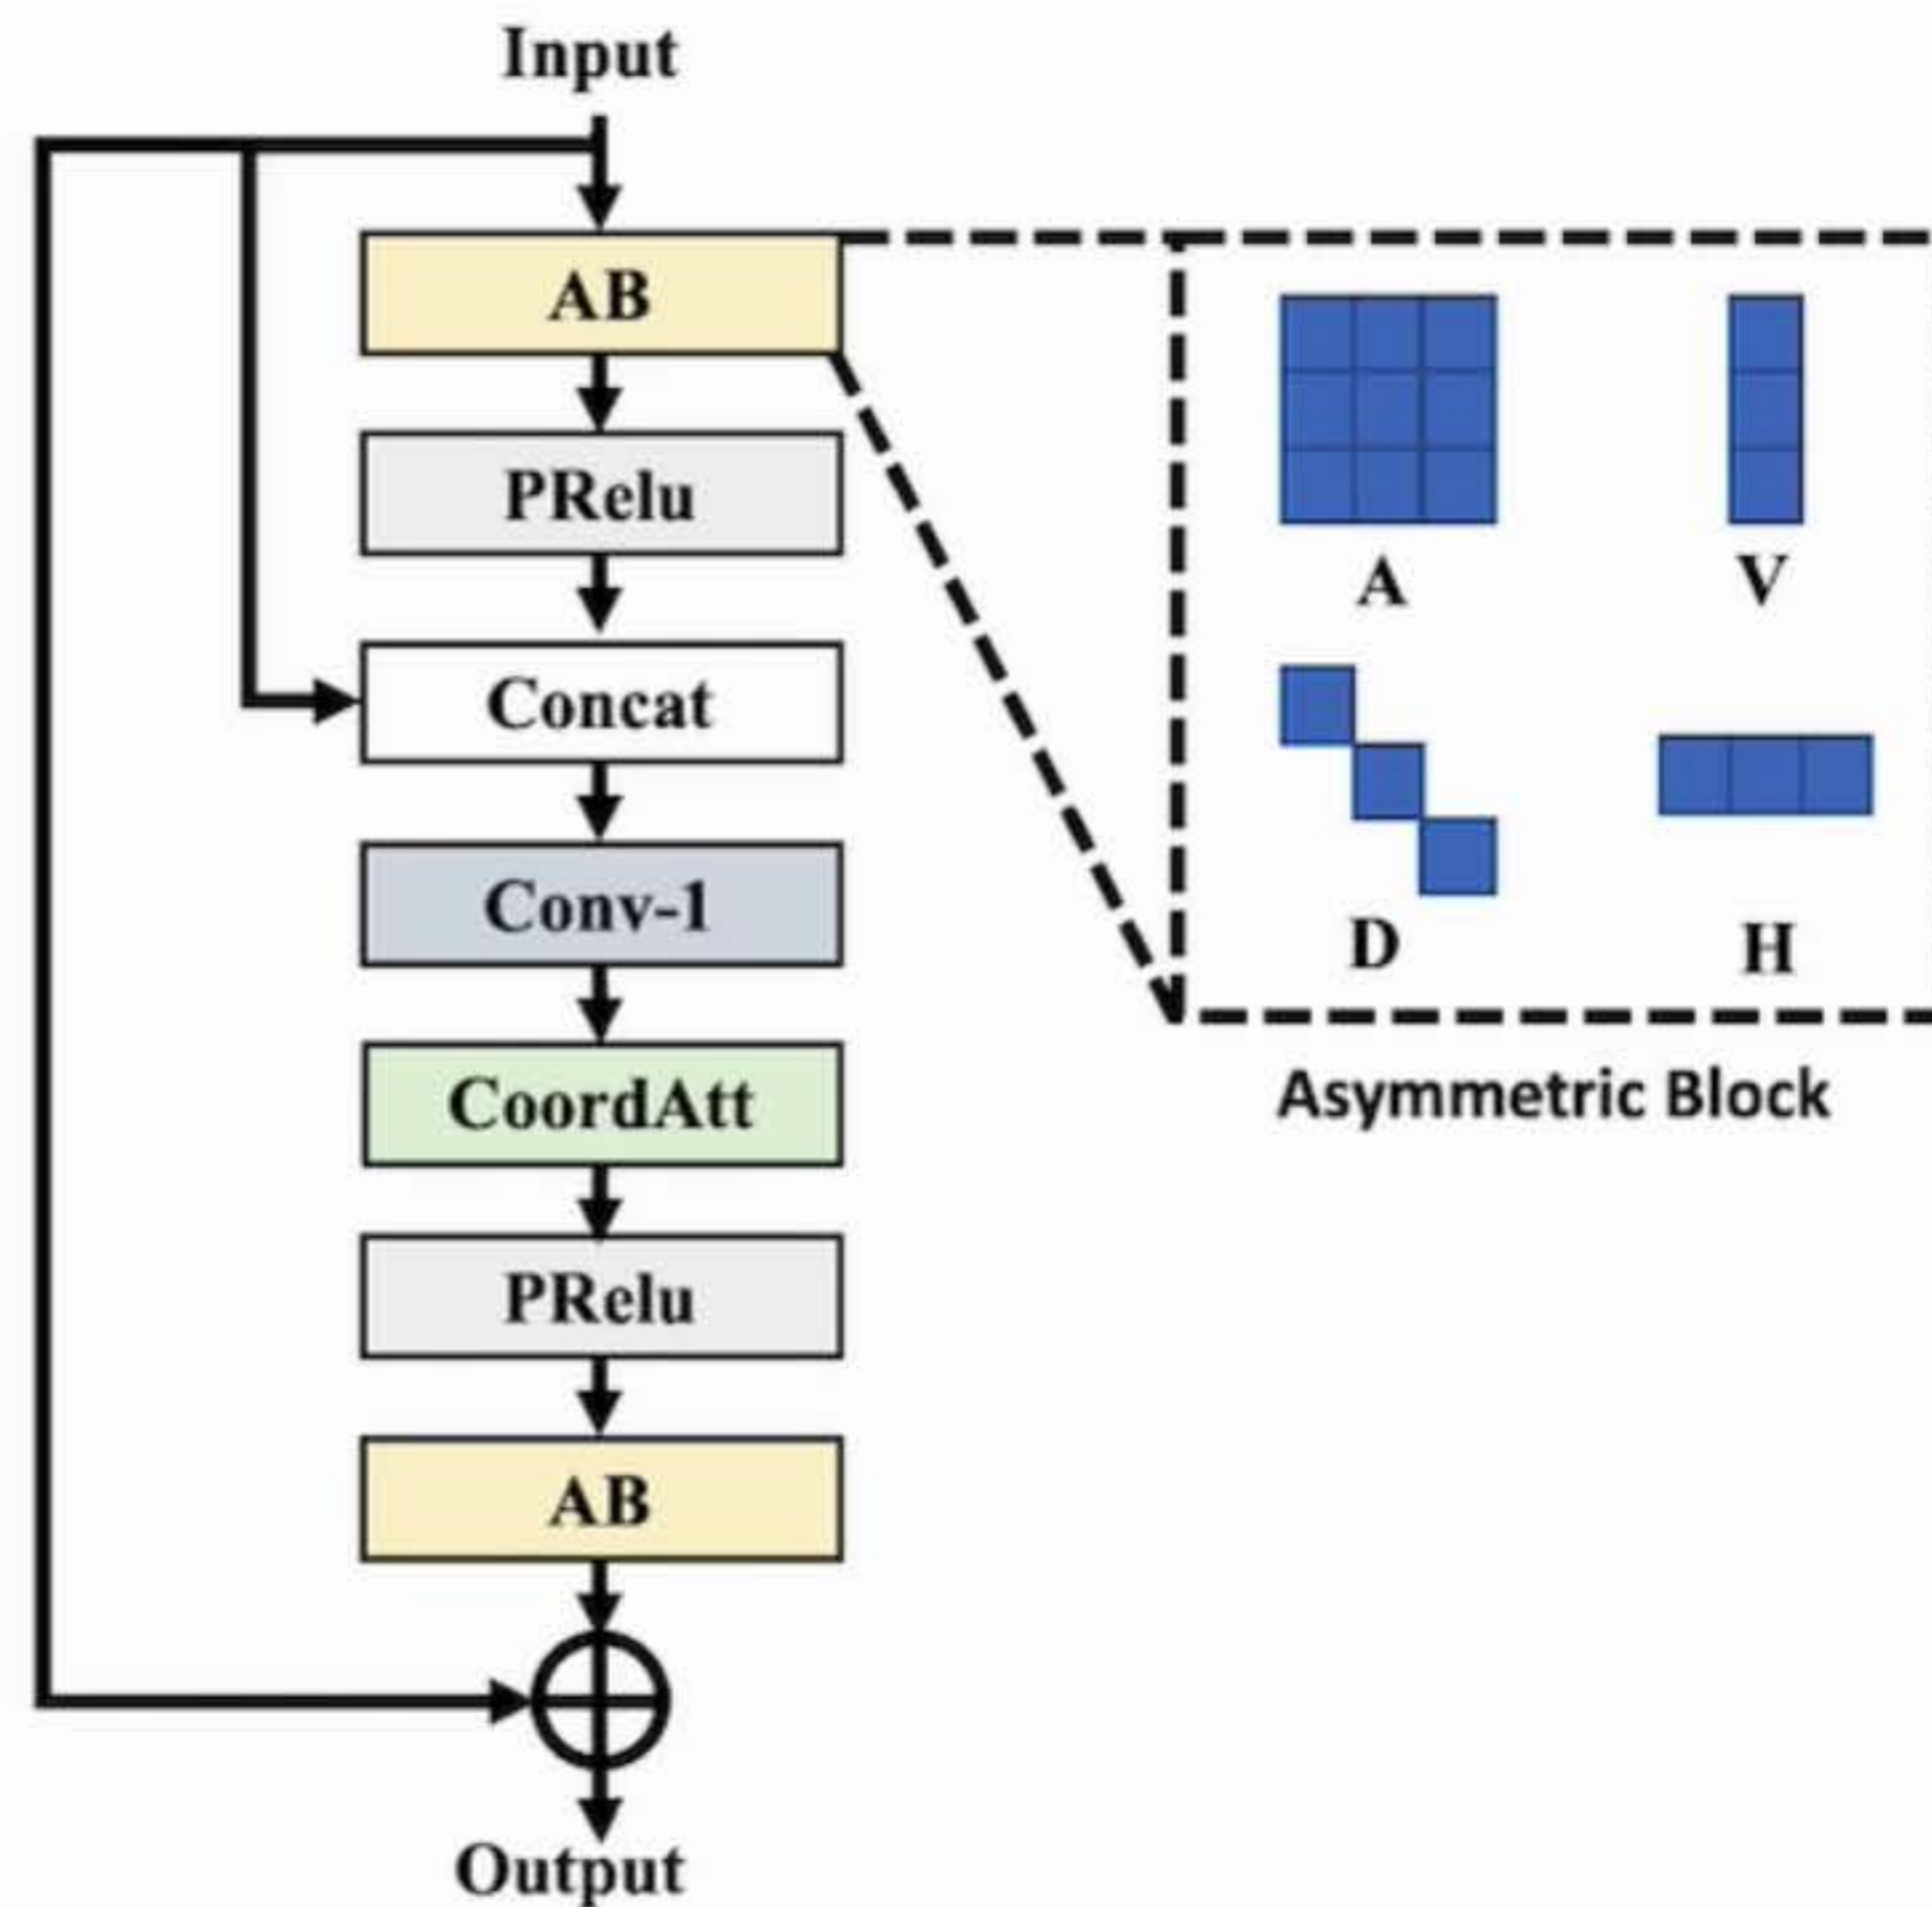 Input
AB
PRelu
Concat
Conv-1
CoordAtt
PRelu
AB
Output
A
V
D
H
Asymmetric Block